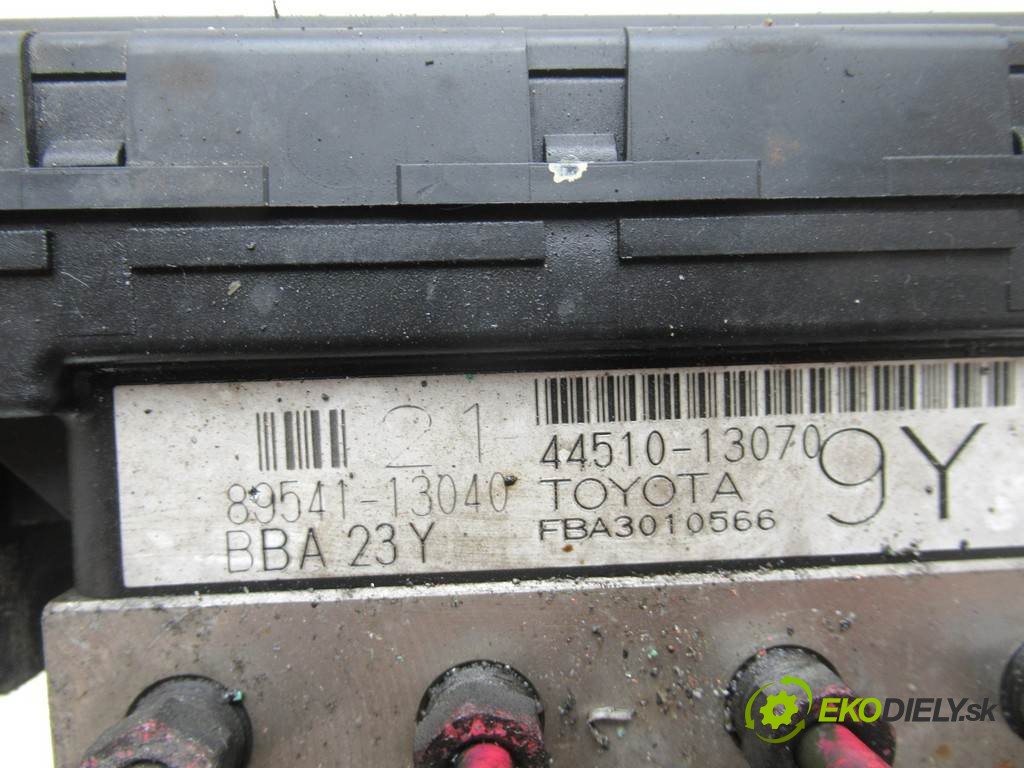 21
44510-13070
89541-13040
TOYOTA
9Y
BBA 23Y
FBA3010566
EKODIELY.sk